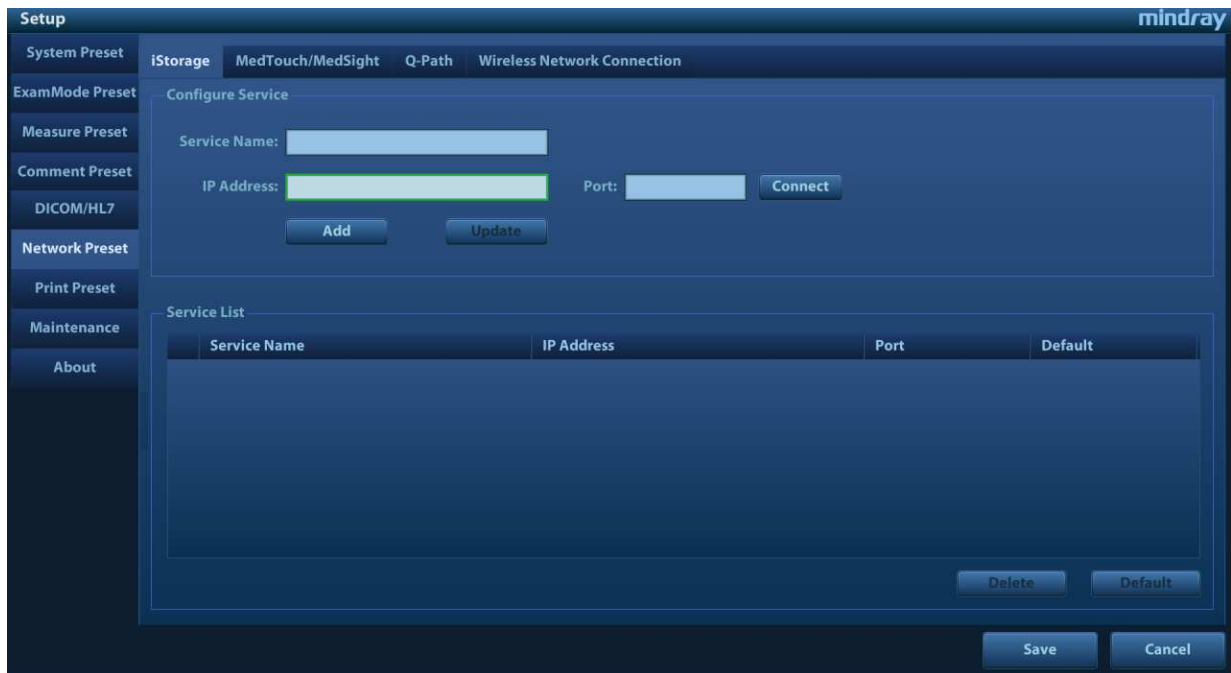 Setup mindray
System Preset
ExamMode Preset
Measure Preset
Comment Preset
DICOM/HL7
Network Preset
Print Preset
Maintenance
About
iStorage MedTouch/MedSight Q-Path Wireless Network Connection
Configure Service
Service Name:
IP Address: Port: Connect
Add Update
Service List
Service Name IP Address Port Default
Delete Default
Save Cancel